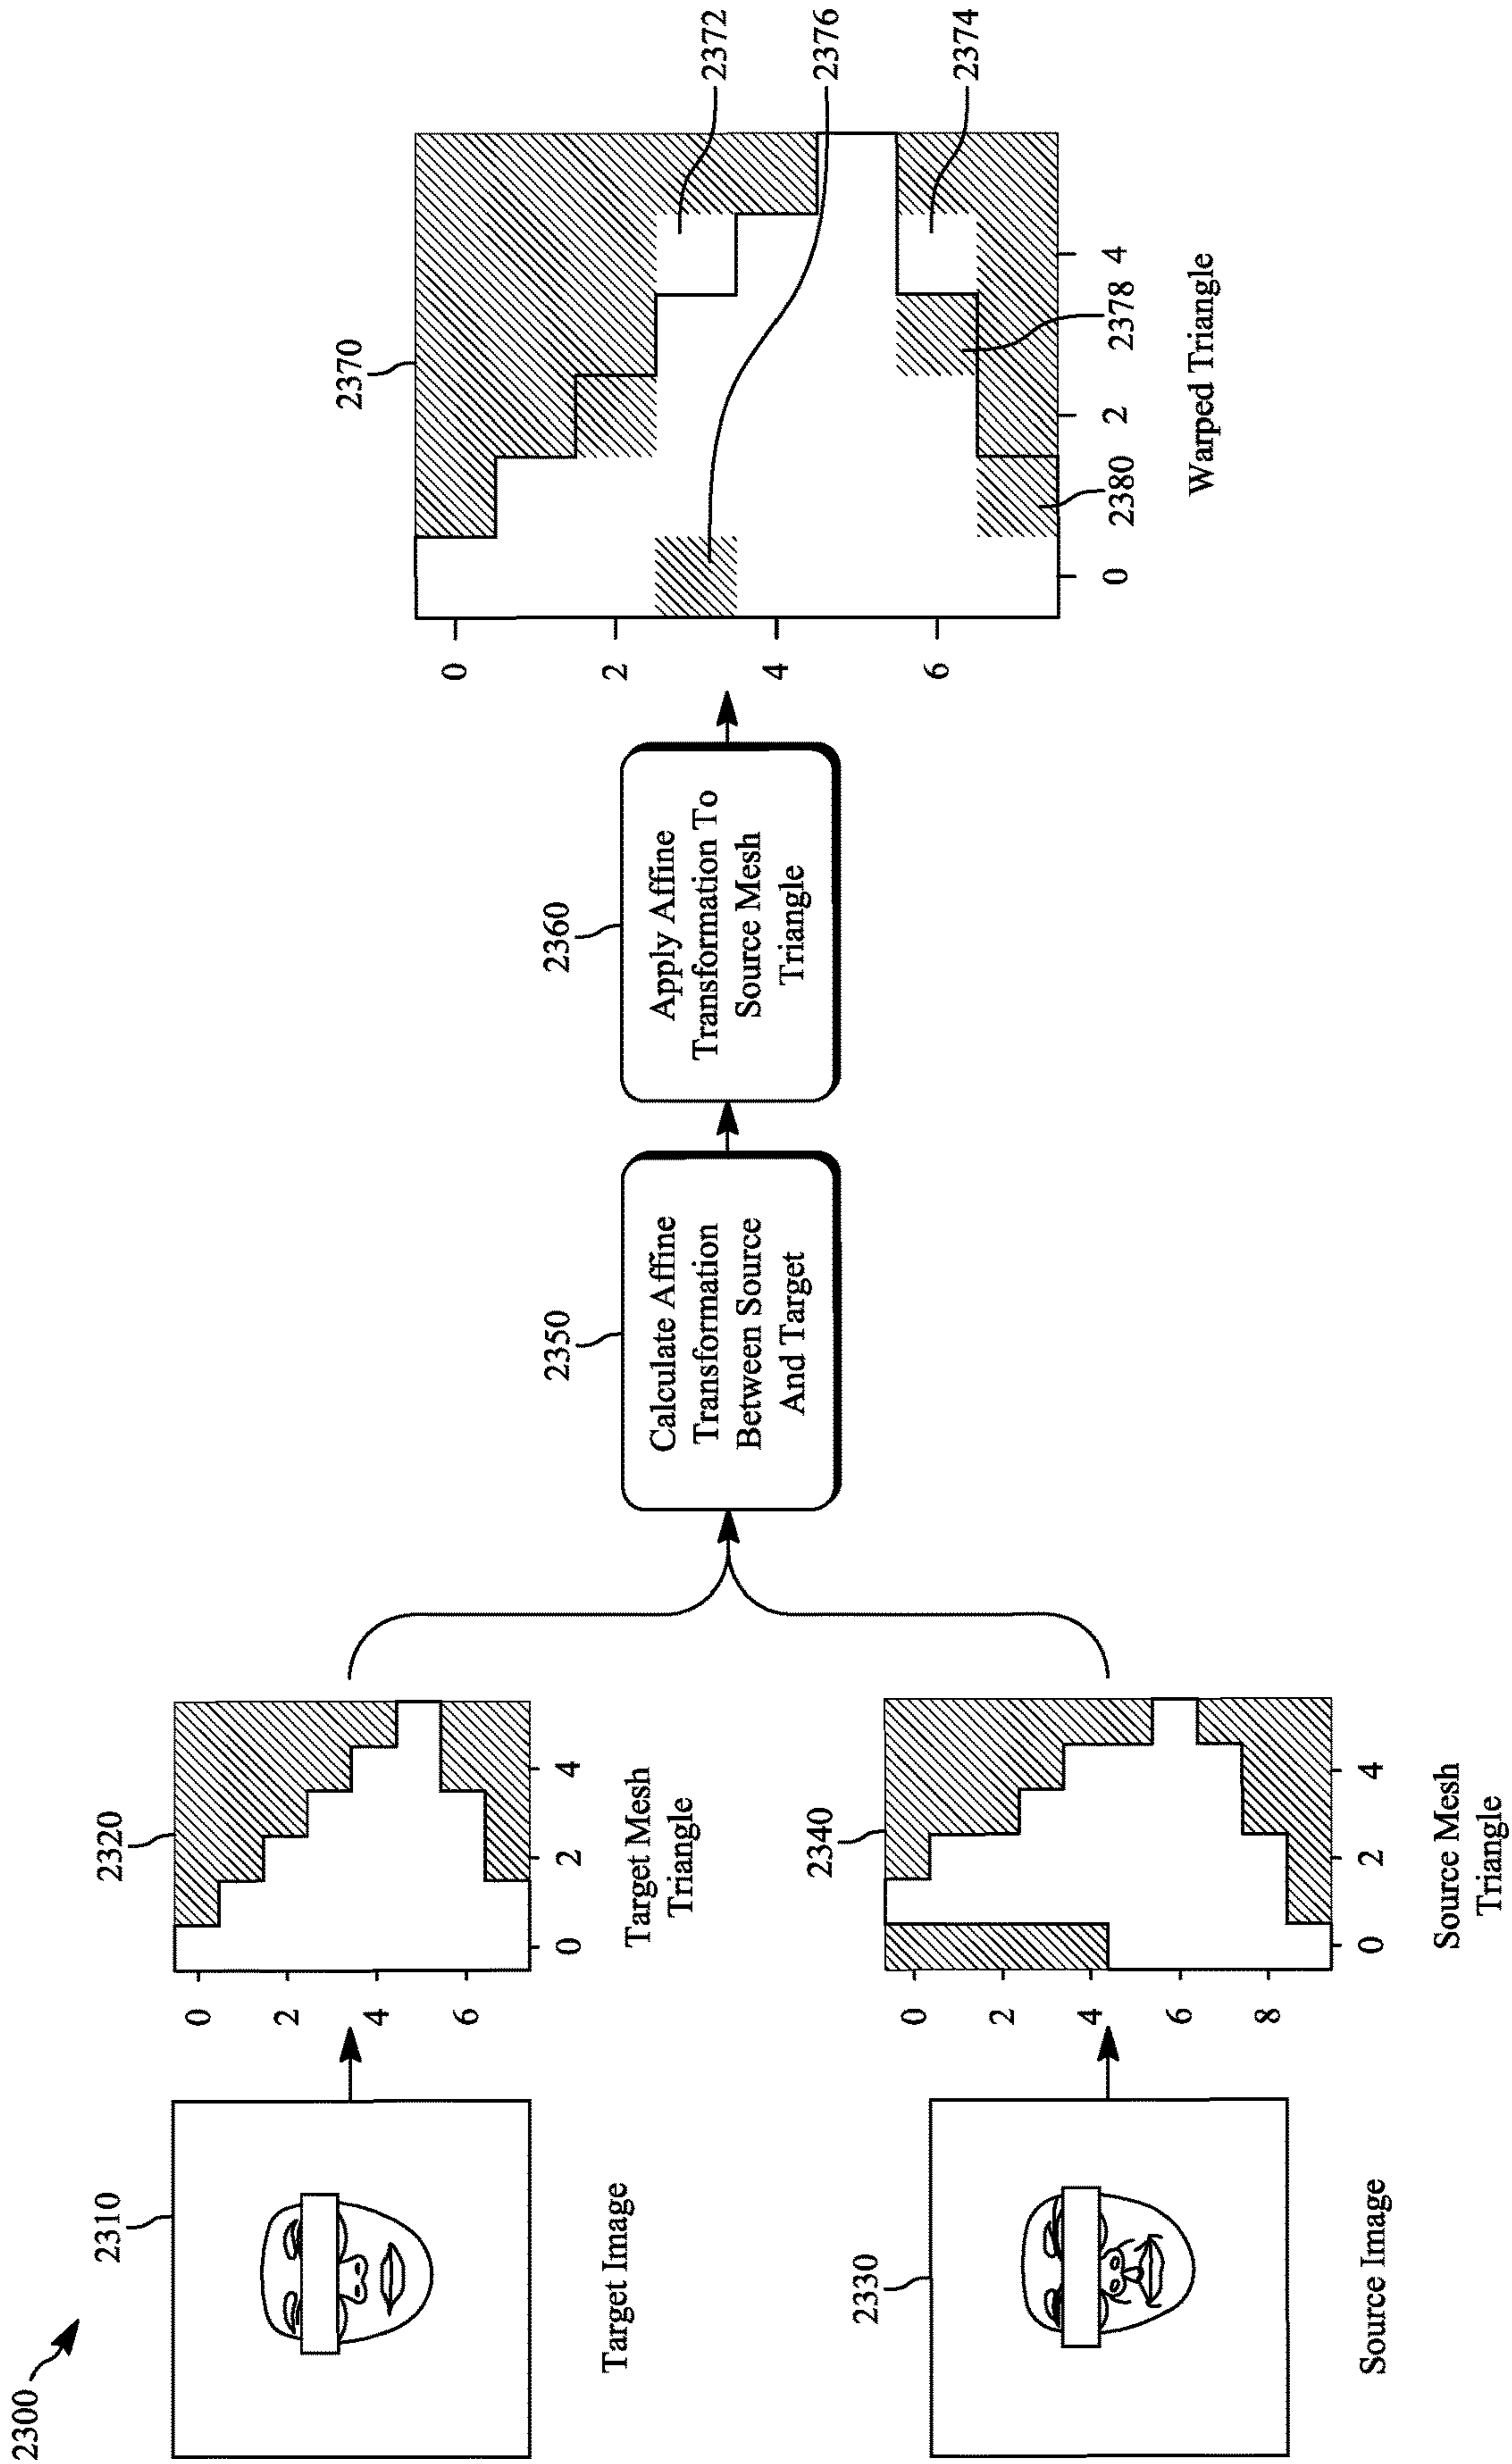 2300
2310
Target Image
2320
0
2
4
6
0
2
4
Target Mesh
Triangle
2330
Source Image
2340
0
2
4
6
8
0
2
4
Source Mesh
Triangle
2350
Calculate Affine
Transformation
Between Source
And Target
2360
Apply Affine
Transformation To
Source Mesh
Triangle
2370
0
2
4
6
0
2
4
2380
2378
2372
2376
2374
Warped Triangle